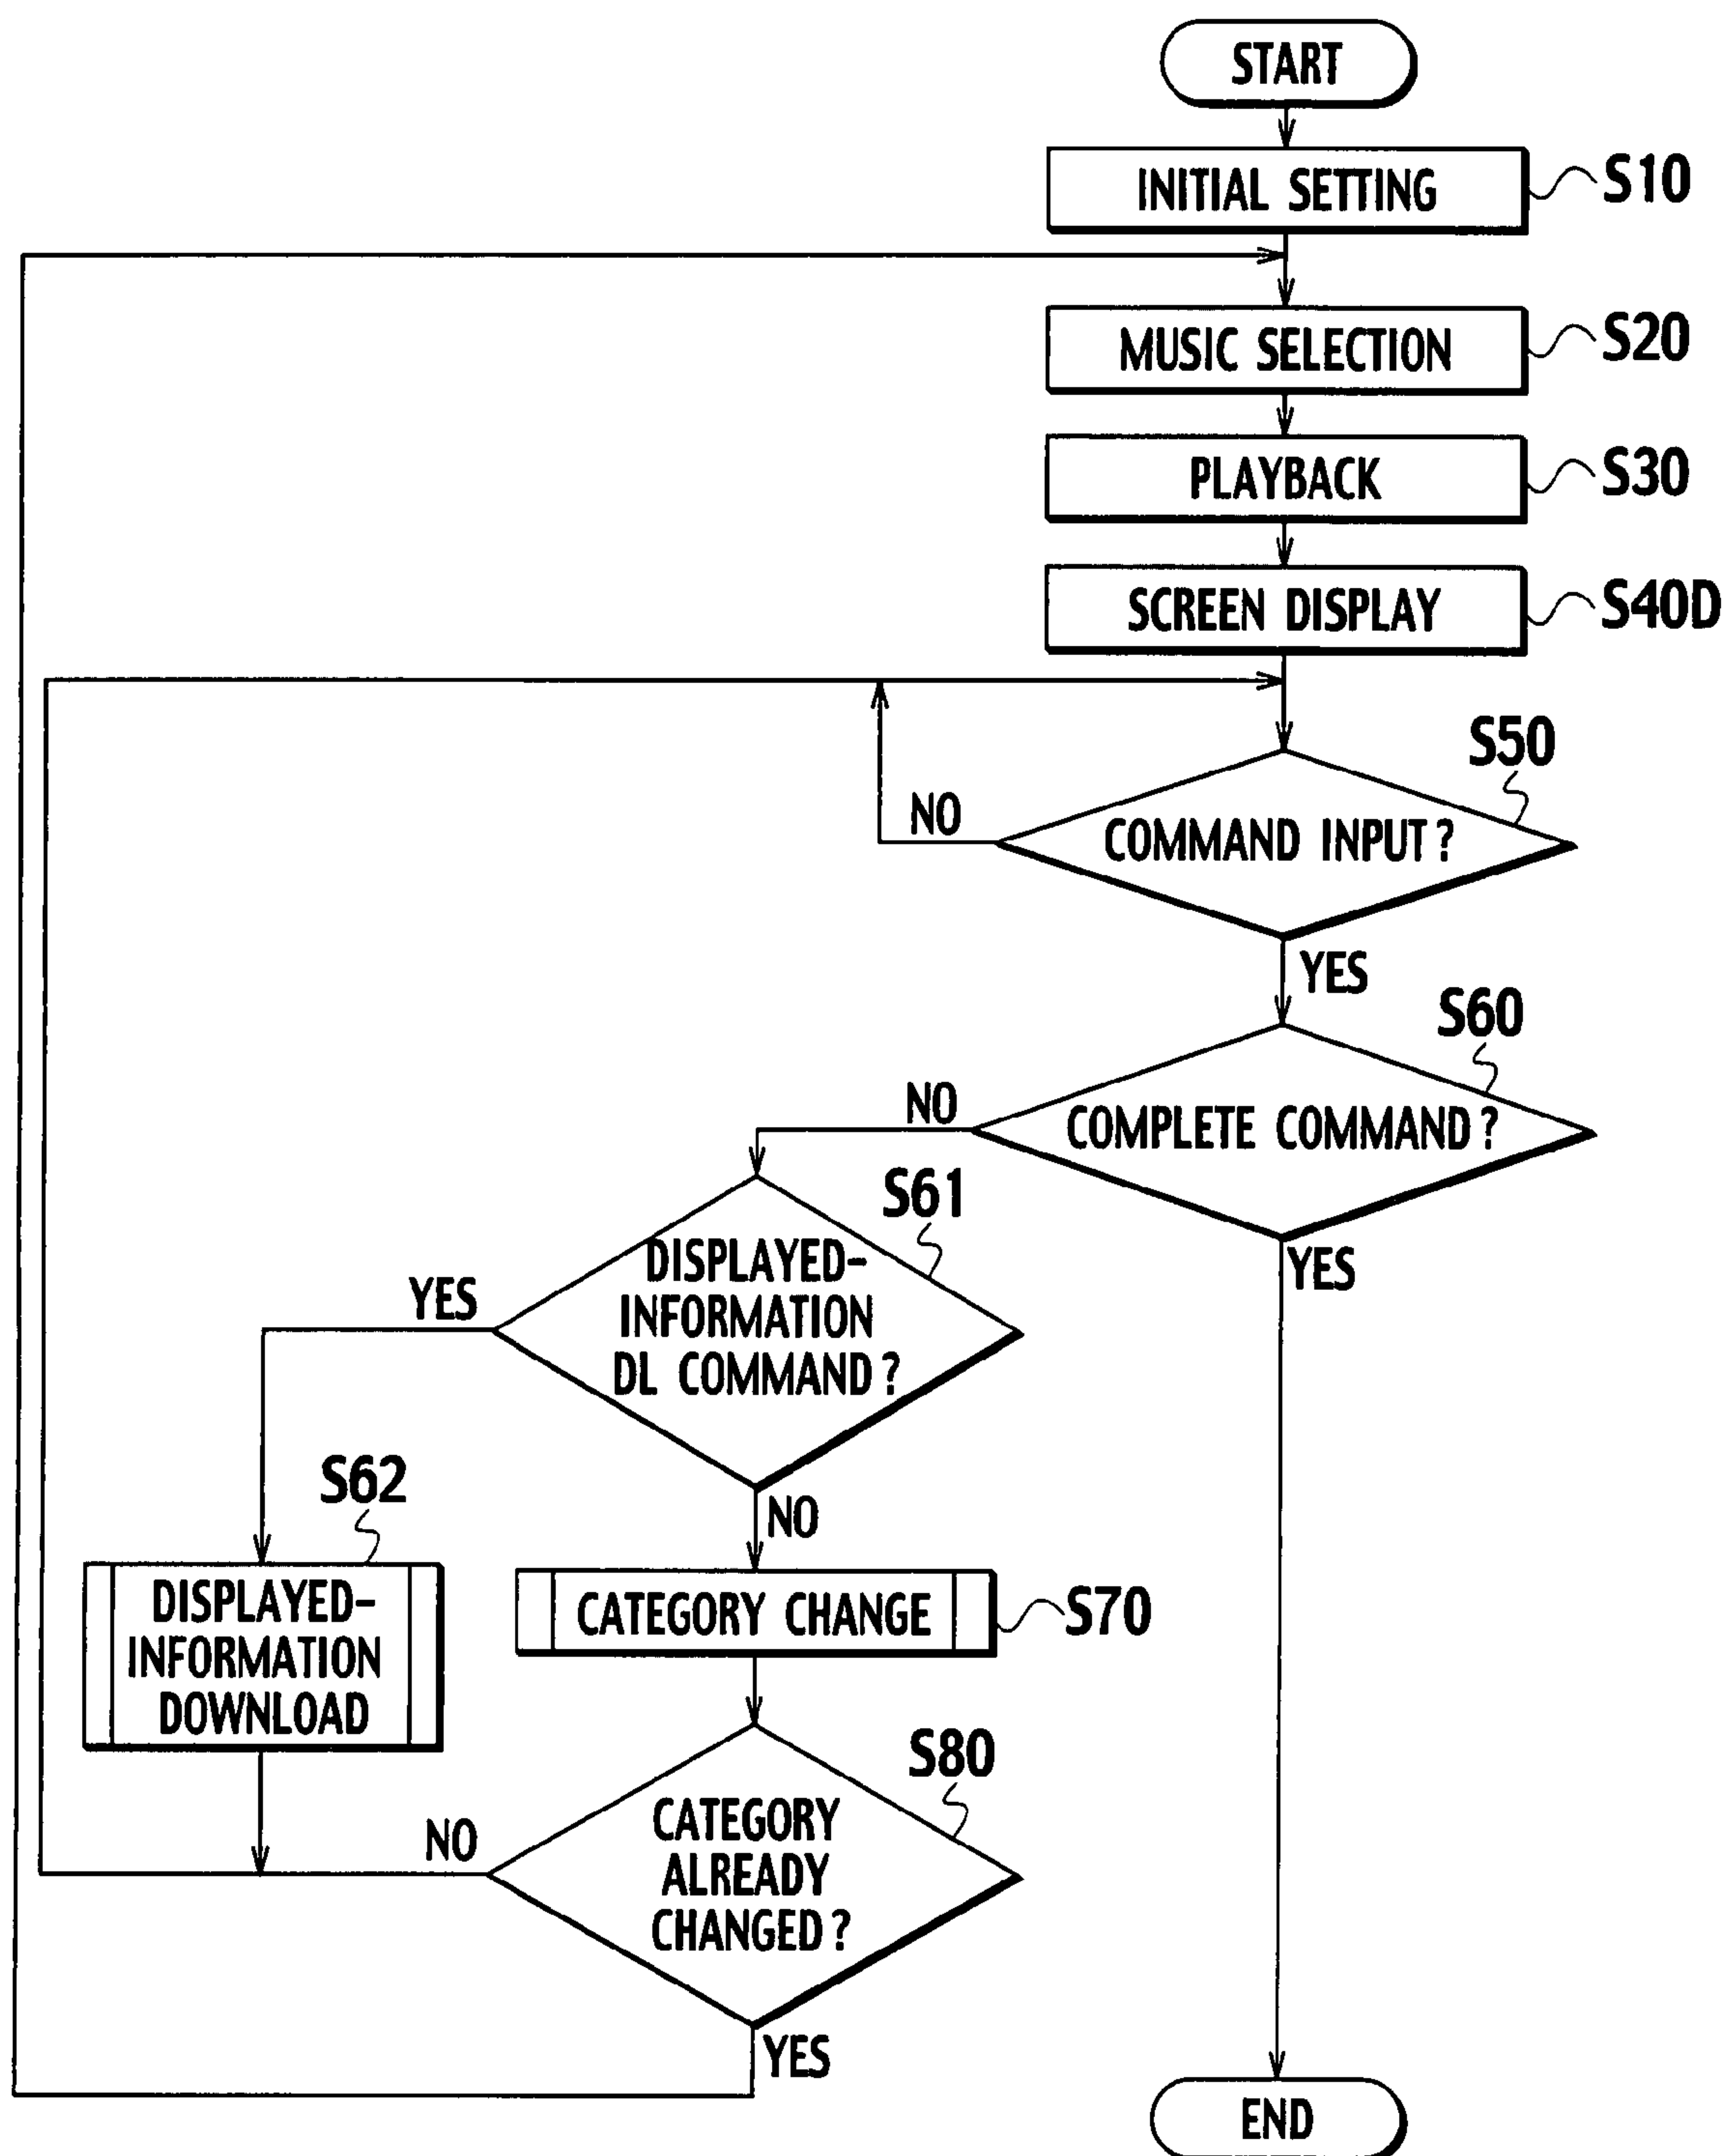 START
INITIAL SETTING
S10
MUSIC SELECTION
S20
PLAYBACK
S30
SCREEN DISPLAY
S40D
S50
NO
COMMAND INPUT?
YES
S60
NO
COMPLETE COMMAND?
YES
S61
YES
DISPLAYED-
INFORMATION
DL COMMAND?
NO
S62
DISPLAYED-
INFORMATION
DOWNLOAD
CATEGORY CHANGE
S70
S80
NO
CATEGORY
ALREADY
CHANGED?
YES
END